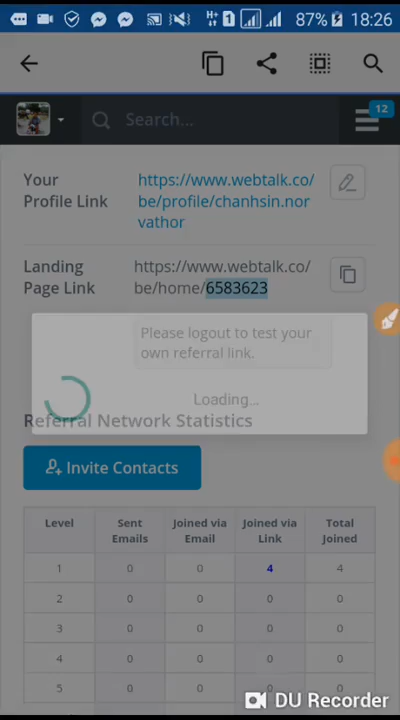 87% 18:26
H+ 1
12
Search...
Your
Profile Link
https://www.webtalk.co/
be/profile/chanhsin.nor
vathor
Landing
Page Link
https://www.webtalk.co/
be/home/6583623
Please logout to test your
own referral link.
Loading...
Referral Network Statistics
Invite Contacts
Level Sent Emails Joined via Email Joined via Link Total Joined
1 0 0 4 4
2 0 0 0 0
3 0 0 0 0
4 0 0 0 0
5 0 0 0 0
DU Recorder